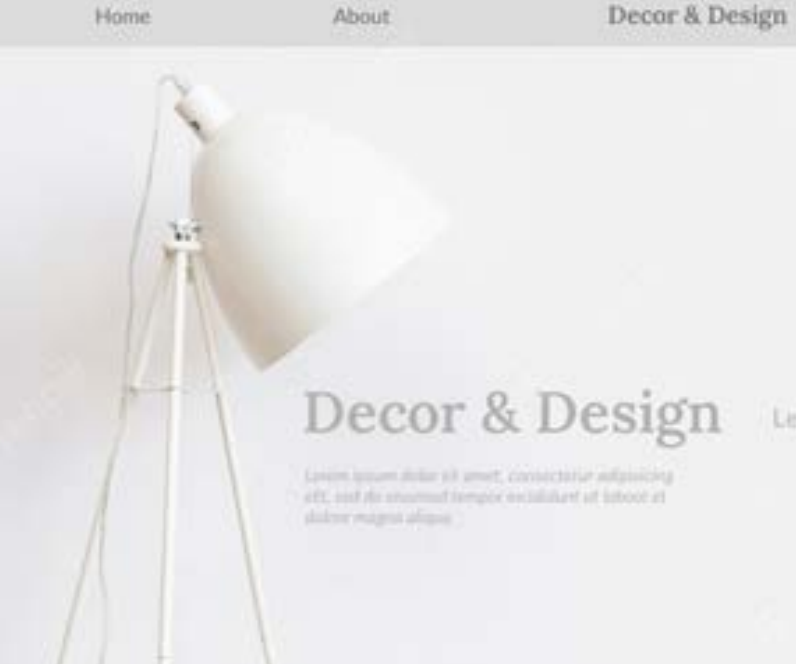 Home About Decor & Design
Decor & Design
Le
Lorem ipsum dolor sit amet, consectetur adipisicing
elit, sed do eiusmod tempor incididunt ut labore et
dolore magna aliqua.